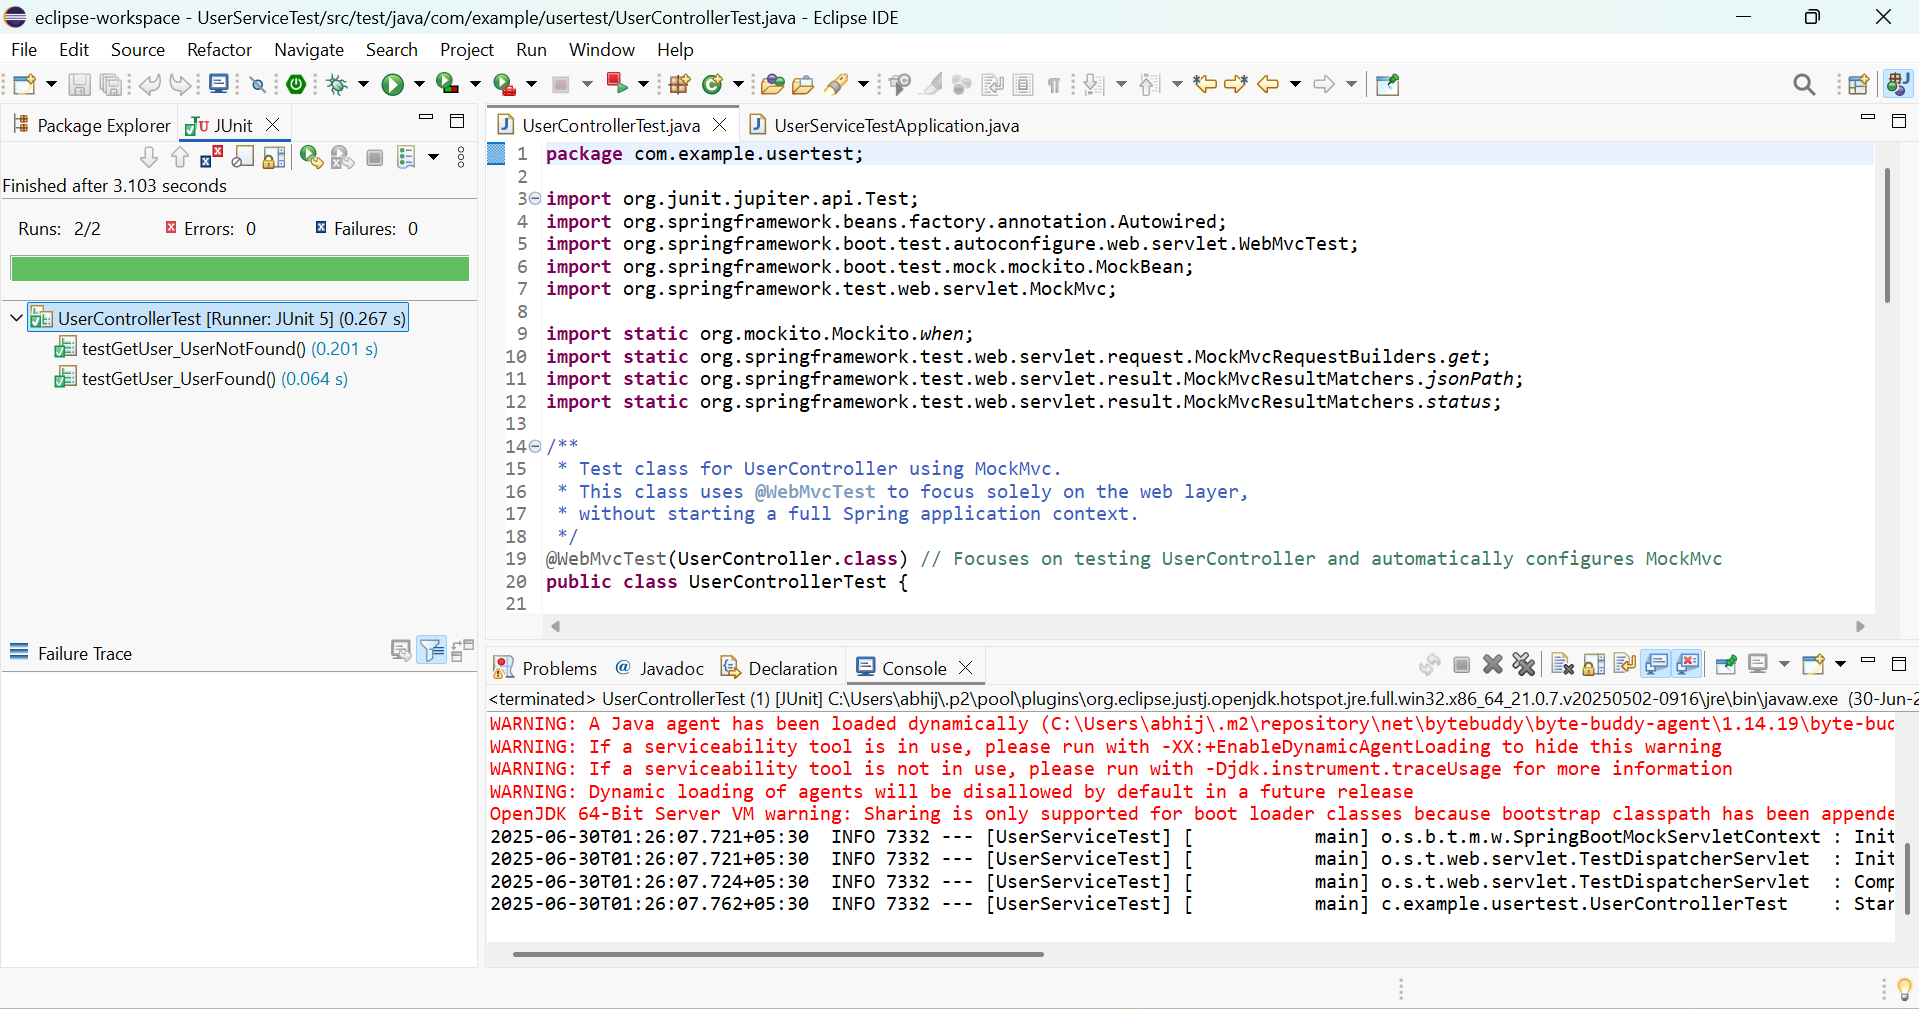 eclipse-workspace - UserServiceTest/src/test/java/com/example/usertest/UserControllerTest.java - Eclipse IDE
File Edit Source Refactor Navigate Search Project Run Window Help
Package Explorer JUnit
Finished after 3.103 seconds
Runs: 2/2 Errors: 0 Failures: 0
UserControllerTest [Runner: JUnit 5] (0.267 s)
testGetUser_UserNotFound() (0.201 s)
testGetUser_UserFound() (0.064 s)
Failure Trace
UserControllerTest.java UserServiceTestApplication.java
1 package com.example.usertest;
2
3 import org.junit.jupiter.api.Test;
4 import org.springframework.beans.factory.annotation.Autowired;
5 import org.springframework.boot.test.autoconfigure.web.servlet.WebMvcTest;
6 import org.springframework.boot.test.mock.mockito.MockBean;
7 import org.springframework.test.web.servlet.MockMvc;
8
9 import static org.mockito.Mockito.when;
10 import static org.springframework.test.web.servlet.request.MockMvcRequestBuilders.get;
11 import static org.springframework.test.web.servlet.result.MockMvcResultMatchers.jsonPath;
12 import static org.springframework.test.web.servlet.result.MockMvcResultMatchers.status;
13
14 /**
15 * Test class for UserController using MockMvc.
16 * This class uses @WebMvcTest to focus solely on the web layer,
17 * without starting a full Spring application context.
18 */
19 @WebMvcTest(UserController.class) // Focuses on testing UserController and automatically configures MockMvc
20 public class UserControllerTest {
21
Problems @ Javadoc Declaration Console
<terminated> UserControllerTest (1) [JUnit] C:\Users\abhij\.p2\pool\plugins\org.eclipse.justj.openjdk.hotspot.jre.full.win32.x86_64_21.0.7.v20250502-0916\jre\bin\javaw.exe (30-Jun-2
WARNING: A Java agent has been loaded dynamically (C:\Users\abhij\.m2\repository\net\bytebuddy\byte-buddy-agent\1.14.19\byte-bud
WARNING: If a serviceability tool is in use, please run with -XX:+EnableDynamicAgentLoading to hide this warning
WARNING: If a serviceability tool is not in use, please run with -Djdk.instrument.traceUsage for more information
WARNING: Dynamic loading of agents will be disallowed by default in a future release
OpenJDK 64-Bit Server VM warning: Sharing is only supported for boot loader classes because bootstrap classpath has been appende
2025-06-30T01:26:07.721+05:30 INFO 7332 --- [UserServiceTest] [ main] o.s.b.t.m.w.SpringBootMockServletContext : Init
2025-06-30T01:26:07.721+05:30 INFO 7332 --- [UserServiceTest] [ main] o.s.t.web.servlet.TestDispatcherServlet : Init
2025-06-30T01:26:07.724+05:30 INFO 7332 --- [UserServiceTest] [ main] o.s.t.web.servlet.TestDispatcherServlet : Comp
2025-06-30T01:26:07.762+05:30 INFO 7332 --- [UserServiceTest] [ main] c.example.usertest.UserControllerTest : Star